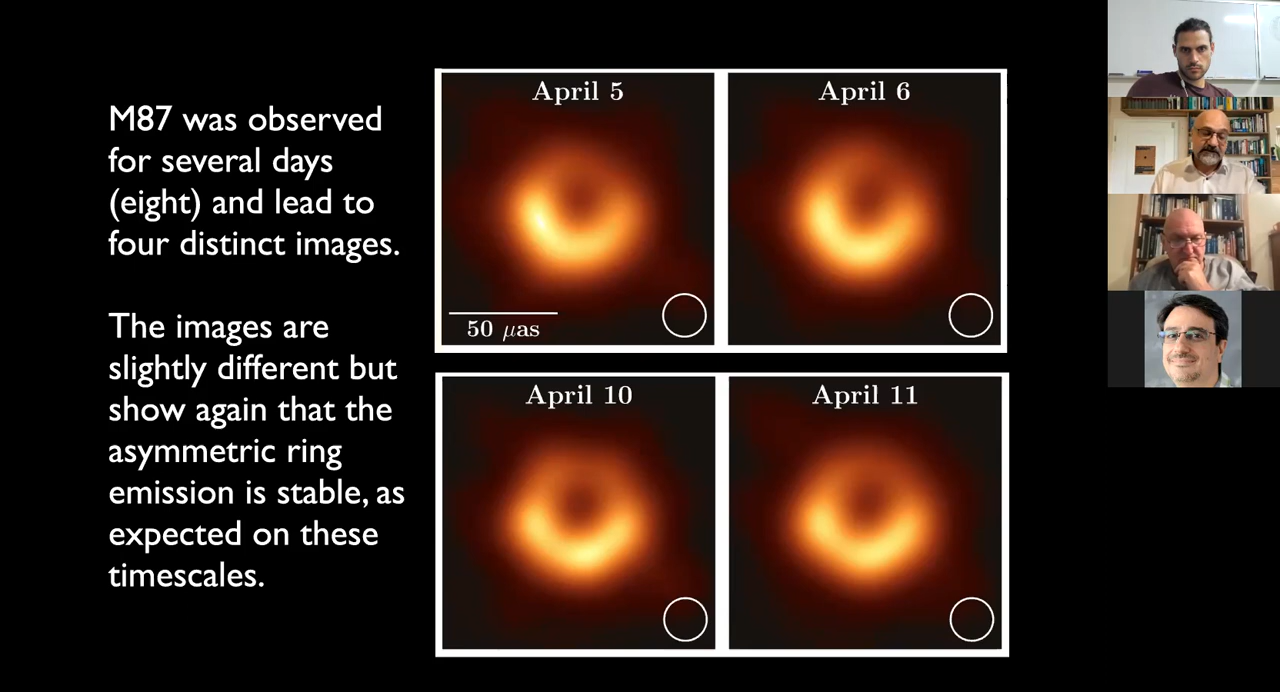 M87 was observed
for several days
(eight) and lead to
four distinct images.
The images are
slightly different but
show again that the
asymmetric ring
emission is stable, as
expected on these
timescales.
April 5
April 6
50 μas
April 10
April 11